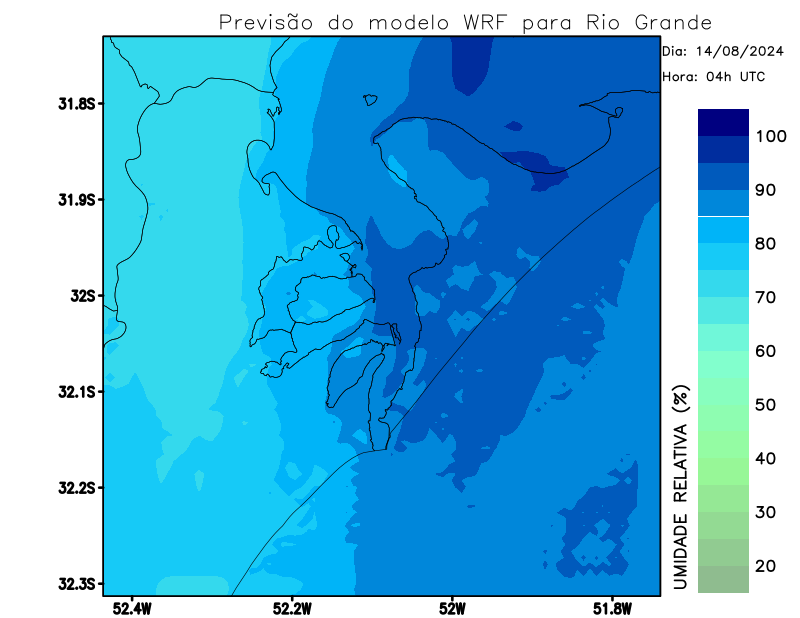 Previsão do modelo WRF para Rio Grande
Dia: 14/08/2024
Hora: 04h UTC
31.8S
31.9S
32S
32.1S
32.2S
32.3S
52.4W
52.2W
52W
51.8W
100
90
80
70
60
50
40
30
20
UMIDADE RELATIVA (%)